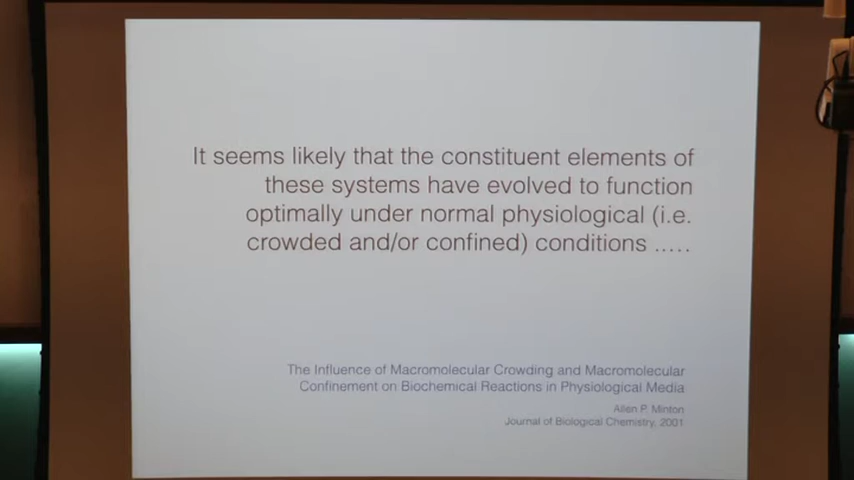 It seems likely that the constituent elements of
these systems have evolved to function
optimally under normal physiological (i.e.
crowded and/or confined) conditions .....
The Influence of Macromolecular Crowding and Macromolecular
Confinement on Biochemical Reactions in Physiological Media
Allen P. Minton
Journal of Biological Chemistry, 2001